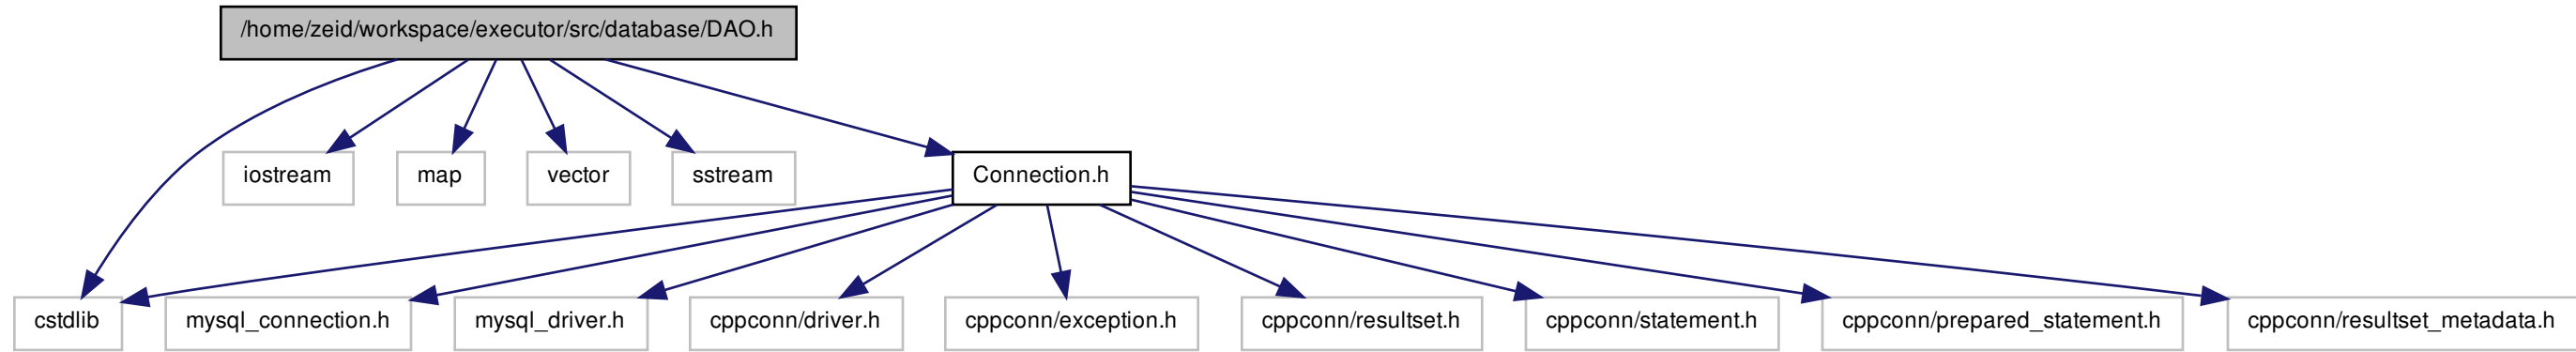 /home/zeid/workspace/executor/src/database/DAO.h
iostream
map
vector
sstream
Connection.h
cstdlib
mysql_connection.h
mysql_driver.h
cppconn/driver.h
cppconn/exception.h
cppconn/resultset.h
cppconn/statement.h
cppconn/prepared_statement.h
cppconn/resultset_metadata.h